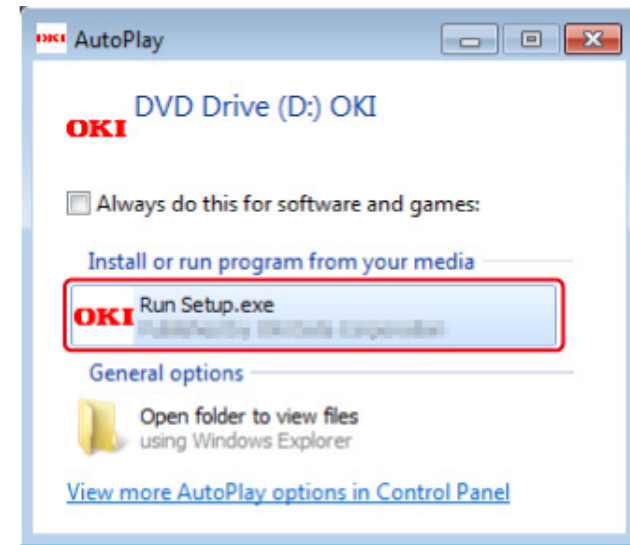 OKI AutoPlay
DVD Drive (D:) OKI
OKI
Always do this for software and games:
Install or run program from your media
OKI Run Setup.exe
General options
Open folder to view files
using Windows Explorer
View more AutoPlay options in Control Panel